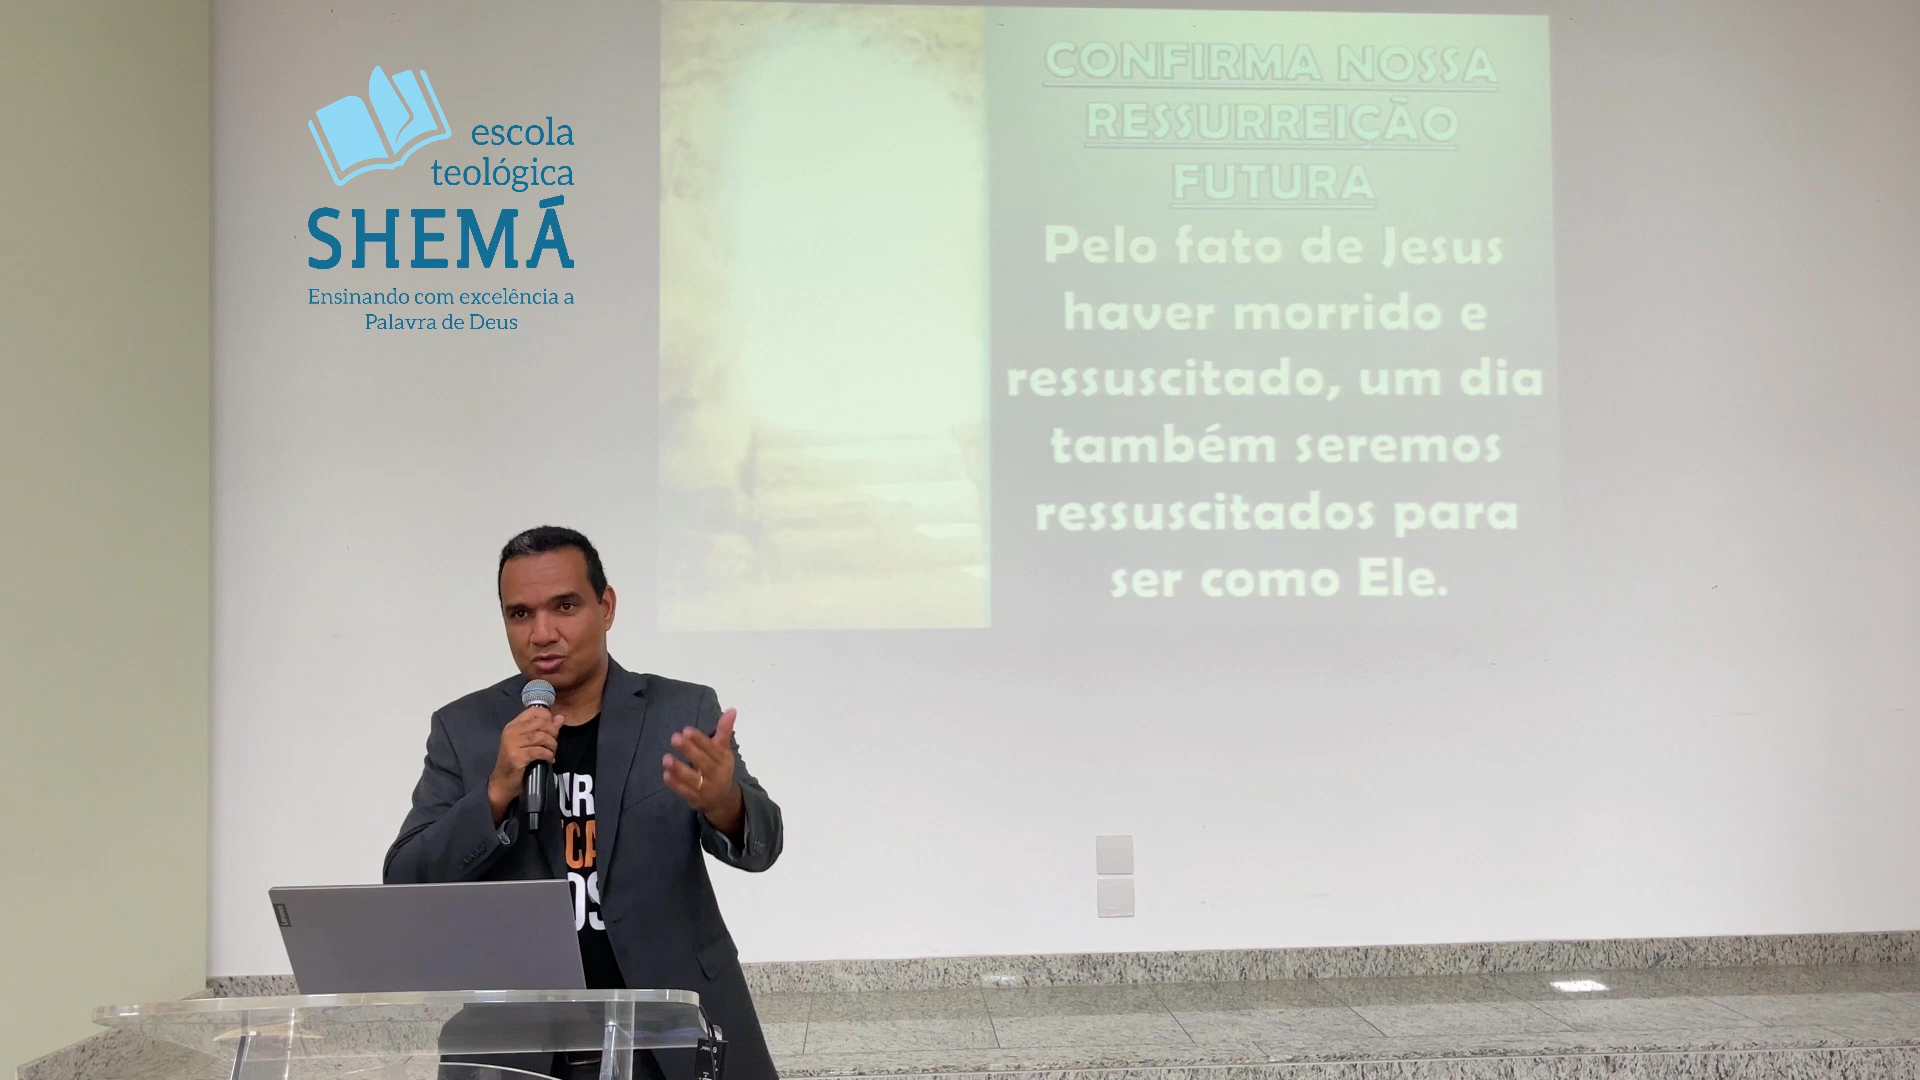 escola
teológica
SHEMÁ
Ensinando com excelência a
Palavra de Deus
CONFIRMA NOSSA
RESSURREIÇÃO
FUTURA
Pelo fato de Jesus
haver morrido e
ressuscitado, um dia
também seremos
ressuscitados para
ser como Ele.
Lenovo